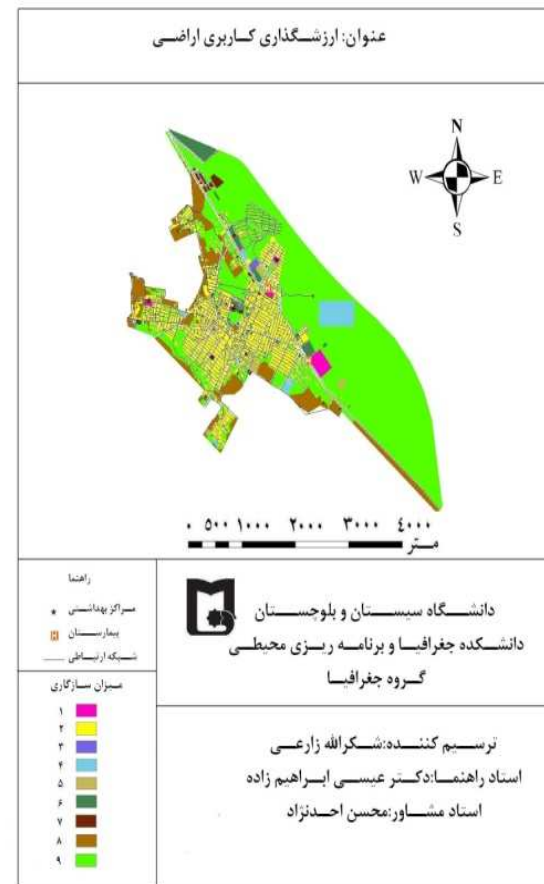 عنوان: ارزشگذاری کاربری اراضی
N
W E
S
۰ ۵۰۰ ۱۰۰۰ ۲۰۰۰ ۳۰۰۰ ۴۰۰۰
متر
راهنما
مراکز بهداشتی
بیمارستان
شبکه ارتباطی
میزان سازگاری
۱
۲
۳
۴
۵
۶
۷
۸
۹
دانشگاه سیستان و بلوچستان
دانشکده جغرافیا و برنامه ریزی محیطی
گروه جغرافیا
ترسیم کننده:شکرالله زارعی
استاد راهنما:دکتر عیسی ابراهیم زاده
استاد مشاور:محسن احدنژاد